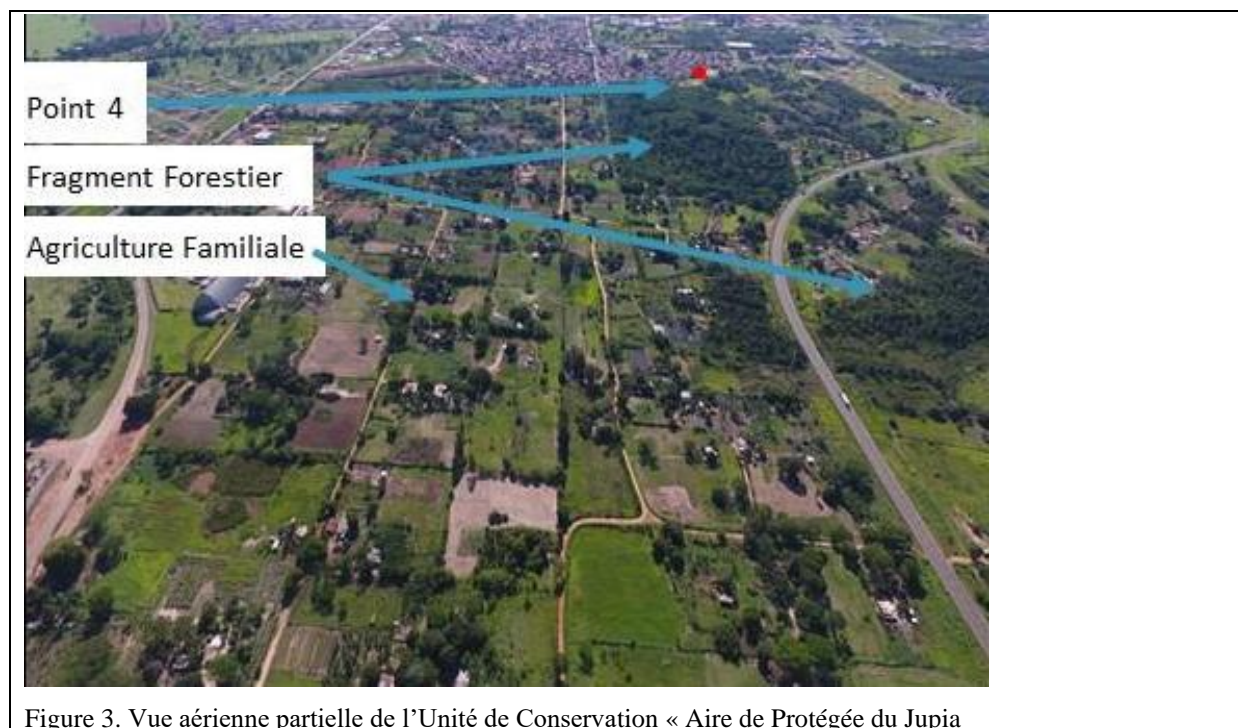 Point 4
Fragment Forestier
Agriculture Familiale
Figure 3. Vue aérienne partielle de l’Unité de Conservation « Aire de Protégée du Jupia